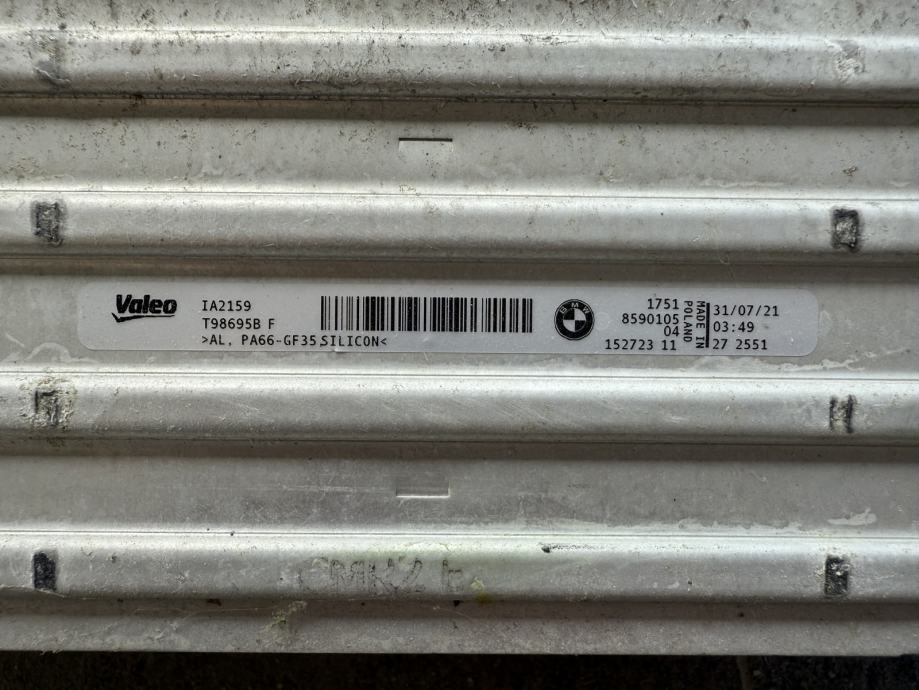 Valeo
IA2159
T98695B F
>AL. PA66-GF35 SILICON<
BMW
1751
8590105
04
152723 11
MADE IN
POLAND
31/07/21
03:49
27 2551